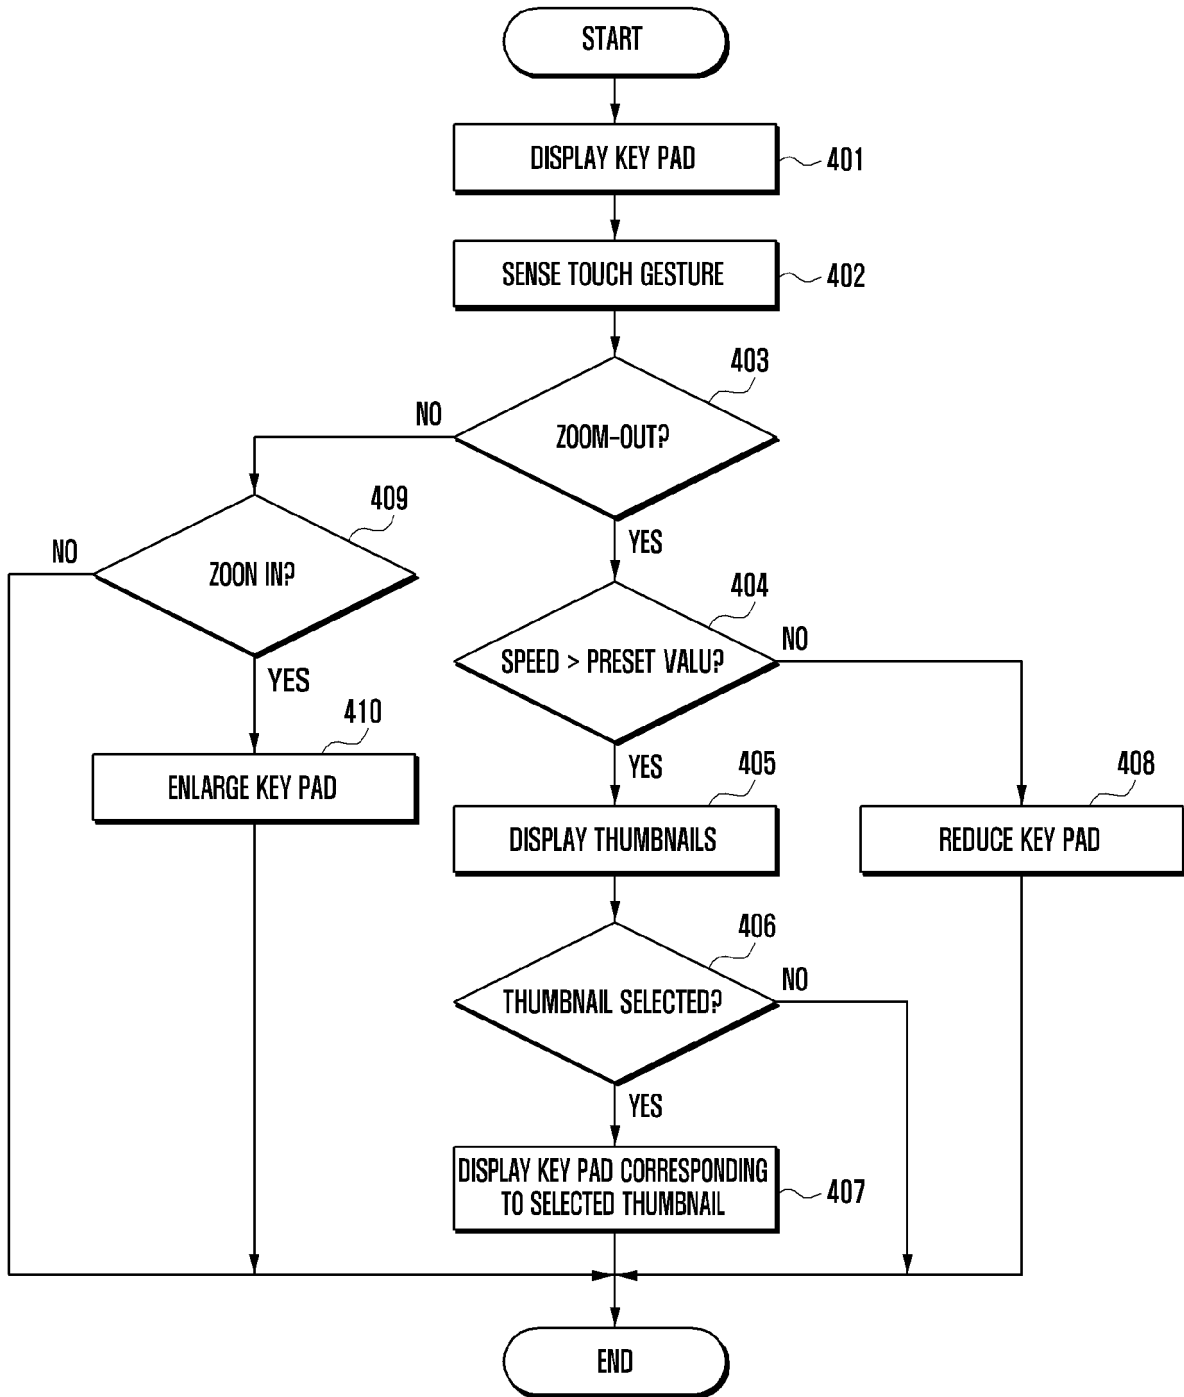 START
DISPLAY KEY PAD
401
SENSE TOUCH GESTURE
402
403
NO
ZOOM-OUT?
409
NO
YES
ZOON IN?
404
NO
SPEED > PRESET VALU?
YES
410
YES
405
408
ENLARGE KEY PAD
DISPLAY THUMBNAILS
REDUCE KEY PAD
406
NO
THUMBNAIL SELECTED?
YES
DISPLAY KEY PAD CORRESPONDING
TO SELECTED THUMBNAIL
407
END